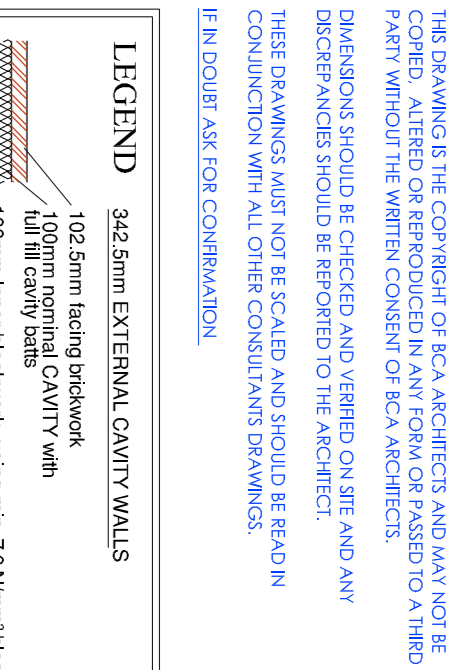 THIS DRAWING IS THE COPYRIGHT OF BCA ARCHITECTS AND MAY NOT BE
COPIED, ALTERED OR REPRODUCED IN ANY FORM OR PASSED TO A THIRD
PARTY WITHOUT THE WRITTEN CONSENT OF BCA ARCHITECTS.
DIMENSIONS SHOULD BE CHECKED AND VERIFIED ON SITE AND ANY
DISCREPANCIES SHOULD BE REPORTED TO THE ARCHITECT.
THESE DRAWINGS MUST NOT BE SCALED AND SHOULD BE READ IN
CONJUNCTION WITH ALL OTHER CONSULTANTS DRAWINGS.
IF IN DOUBT ASK FOR CONFIRMATION
LEGEND
342.5mm EXTERNAL CAVITY WALLS
102.5mm facing brickwork
100mm nominal CAVITY with
full fill cavity batts